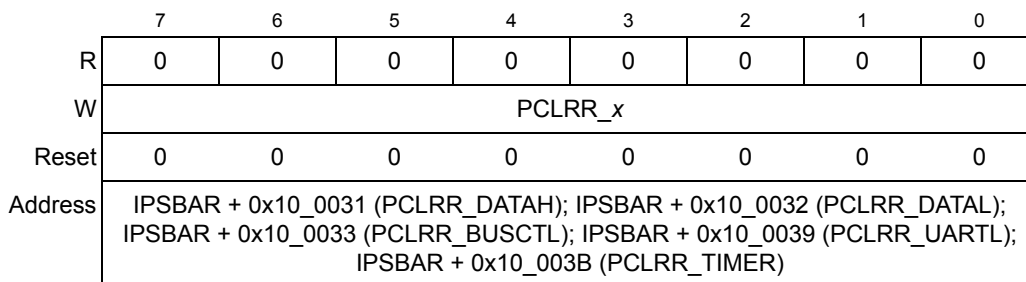 7 6 5 4 3 2 1 0
R 0 0 0 0 0 0 0 0
W PCLRR_x
Reset 0 0 0 0 0 0 0 0
Address IPSBAR + 0x10_0031 (PCLRR_DATAH); IPSBAR + 0x10_0032 (PCLRR_DATAL);
IPSBAR + 0x10_0033 (PCLRR_BUSCTL); IPSBAR + 0x10_0039 (PCLRR_UARTL);
IPSBAR + 0x10_003B (PCLRR_TIMER)